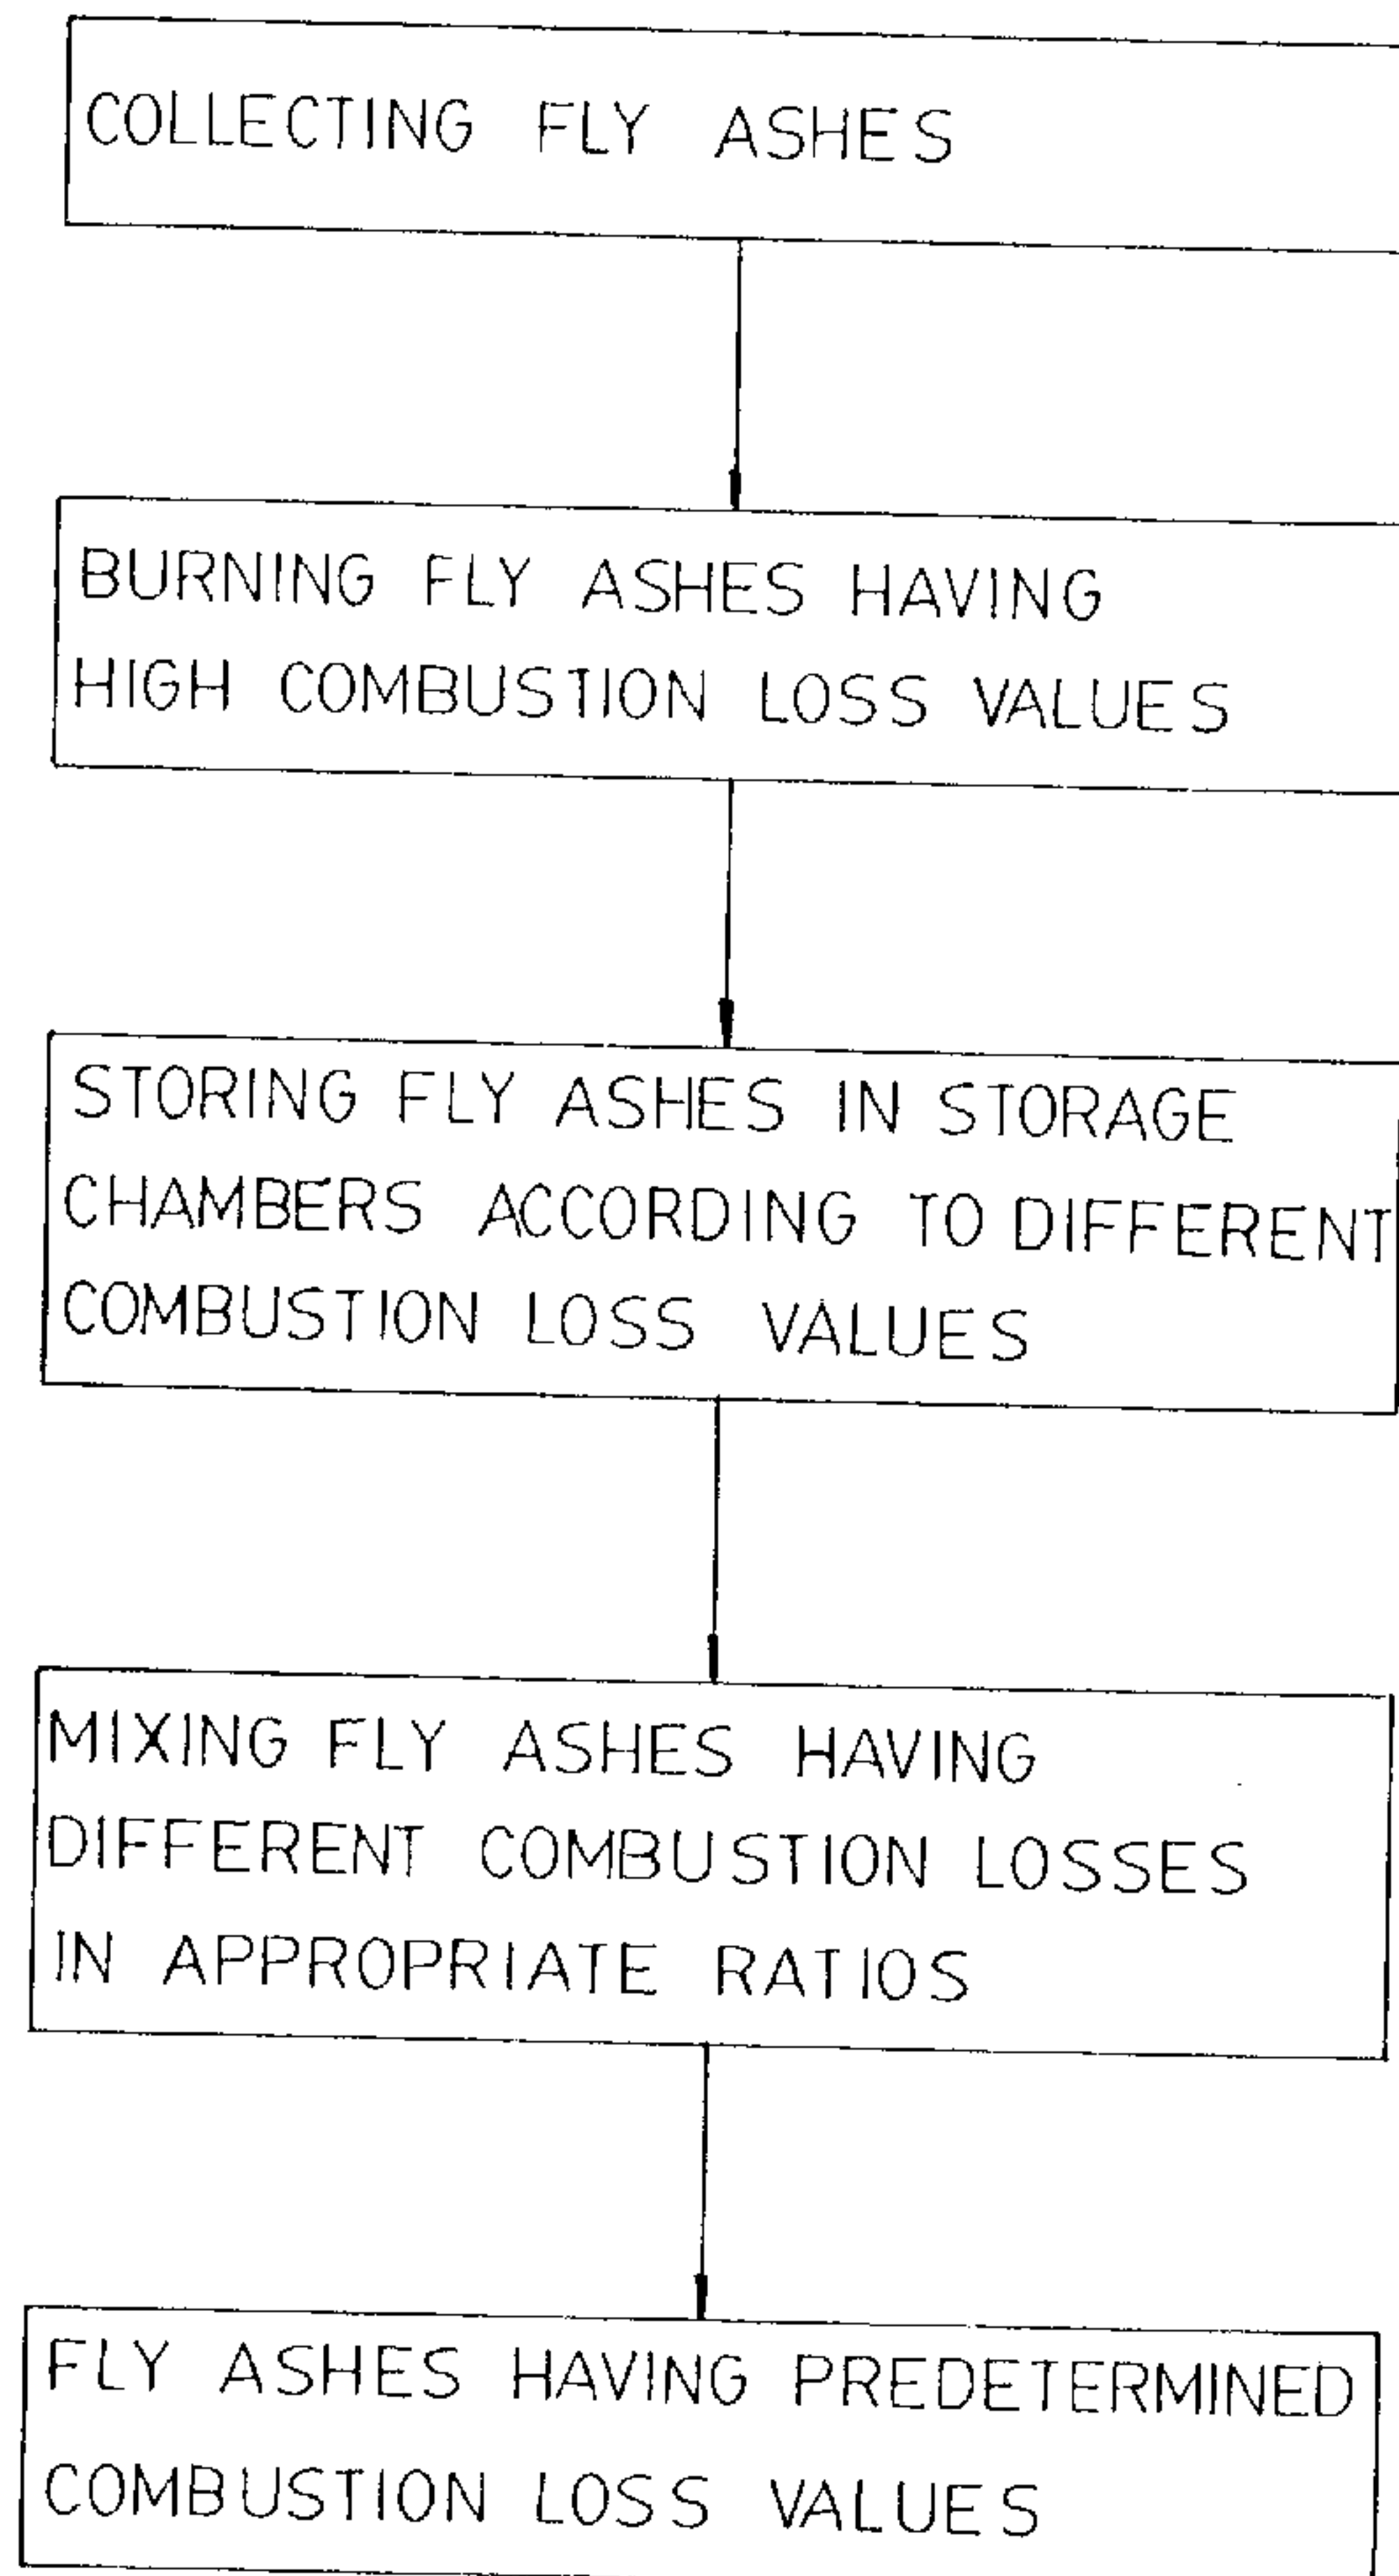 COLLECTING FLY ASHES
BURNING FLY ASHES HAVING
HIGH COMBUSTION LOSS VALUES
STORING FLY ASHES IN STORAGE
CHAMBERS ACCORDING TO DIFFERENT
COMBUSTION LOSS VALUES
MIXING FLY ASHES HAVING
DIFFERENT COMBUSTION LOSSES
IN APPROPRIATE RATIOS
FLY ASHES HAVING PREDETERMINED
COMBUSTION LOSS VALUES